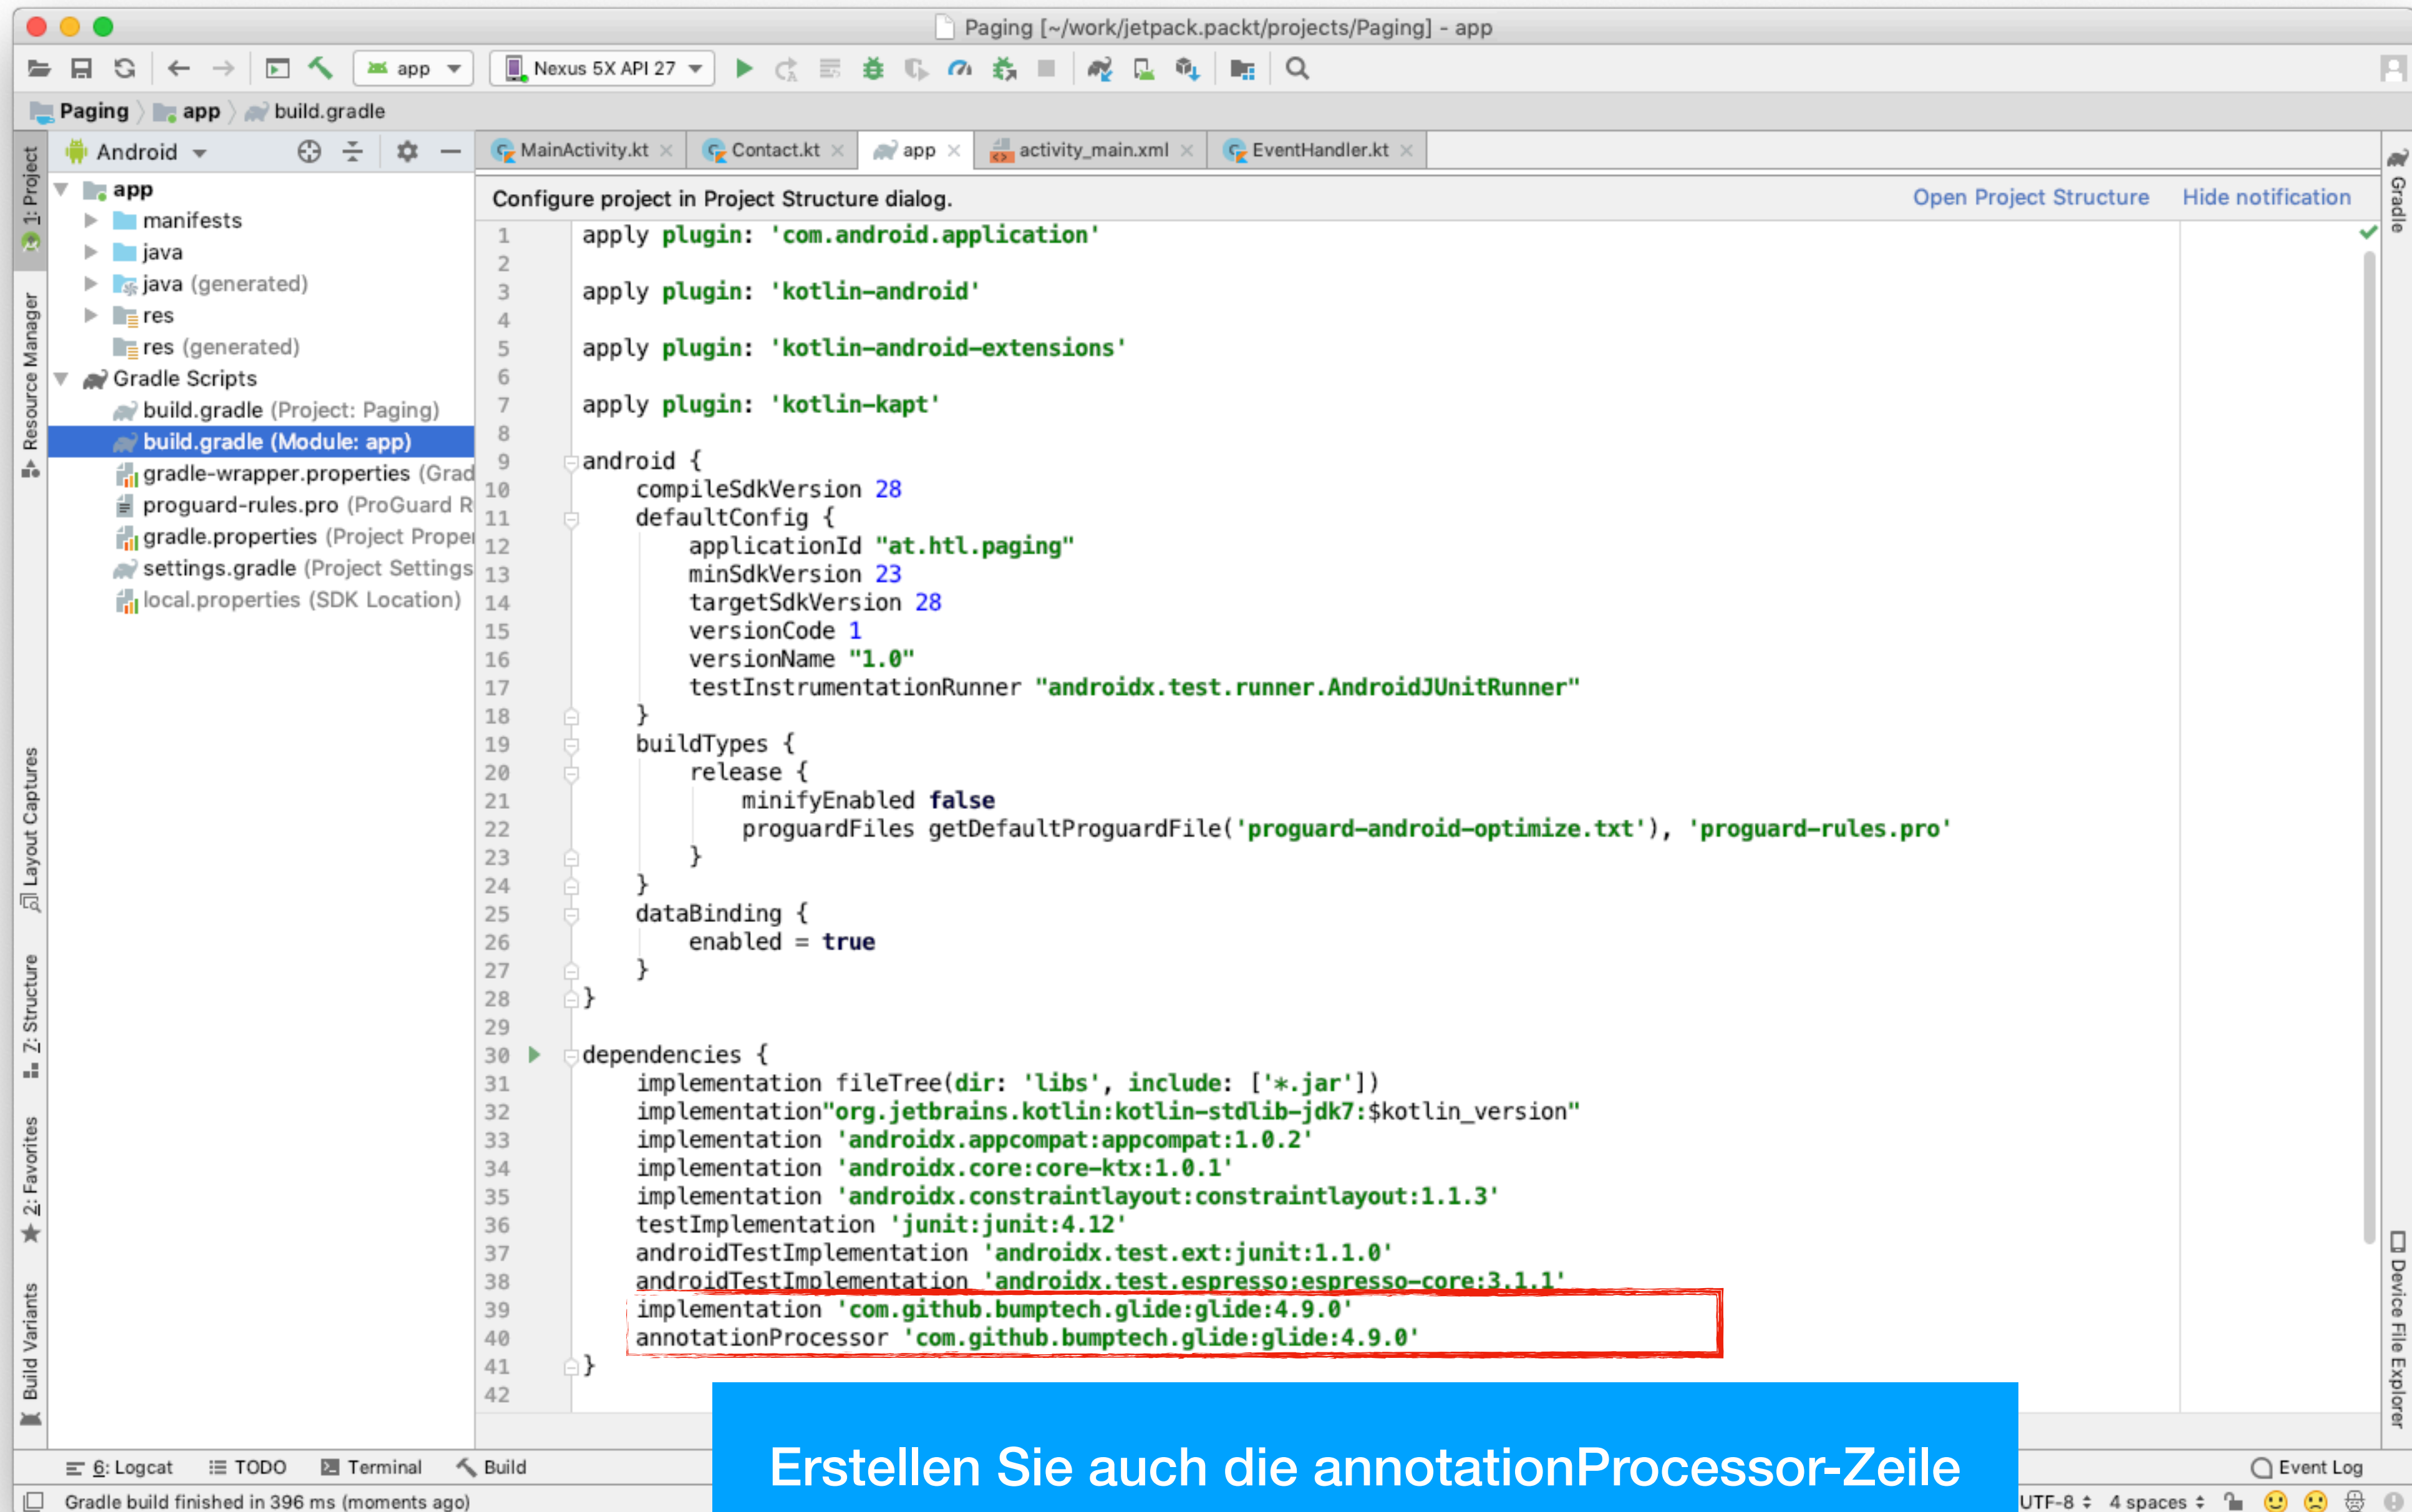 Paging [~/work/jetpack.packt/projects/Paging] - app
app
Nexus 5X API 27
Paging
app
build.gradle
1: Project
Resource Manager
Layout Captures
7: Structure
2: Favorites
Build Variants
Android
app
manifests
java
java (generated)
res
res (generated)
Gradle Scripts
build.gradle (Project: Paging)
build.gradle (Module: app)
gradle-wrapper.properties (Grad
proguard-rules.pro (ProGuard R
gradle.properties (Project Proper
settings.gradle (Project Settings
local.properties (SDK Location)
MainActivity.kt
Contact.kt
app
activity_main.xml
EventHandler.kt
Configure project in Project Structure dialog.
Open Project Structure
Hide notification
1 apply plugin: 'com.android.application'
2
3 apply plugin: 'kotlin-android'
4
5 apply plugin: 'kotlin-android-extensions'
6
7 apply plugin: 'kotlin-kapt'
8
9 android {
10 compileSdkVersion 28
11 defaultConfig {
12 applicationId "at.htl.paging"
13 minSdkVersion 23
14 targetSdkVersion 28
15 versionCode 1
16 versionName "1.0"
17 testInstrumentationRunner "androidx.test.runner.AndroidJUnitRunner"
18 }
19 buildTypes {
20 release {
21 minifyEnabled false
22 proguardFiles getDefaultProguardFile('proguard-android-optimize.txt'), 'proguard-rules.pro'
23 }
24 }
25 dataBinding {
26 enabled = true
27 }
28 }
29
30 dependencies {
31 implementation fileTree(dir: 'libs', include: ['*.jar'])
32 implementation"org.jetbrains.kotlin:kotlin-stdlib-jdk7:$kotlin_version"
33 implementation 'androidx.appcompat:appcompat:1.0.2'
34 implementation 'androidx.core:core-ktx:1.0.1'
35 implementation 'androidx.constraintlayout:constraintlayout:1.1.3'
36 testImplementation 'junit:junit:4.12'
37 androidTestImplementation 'androidx.test.ext:junit:1.1.0'
38 androidTestImplementation 'androidx.test.espresso:espresso-core:3.1.1'
39 implementation 'com.github.bumptech.glide:glide:4.9.0'
40 annotationProcessor 'com.github.bumptech.glide:glide:4.9.0'
41 }
42
Gradle
Device File Explorer
Erstellen Sie auch die annotationProcessor-Zeile
6: Logcat
TODO
Terminal
Build
Event Log
Gradle build finished in 396 ms (moments ago)
UTF-8
4 spaces